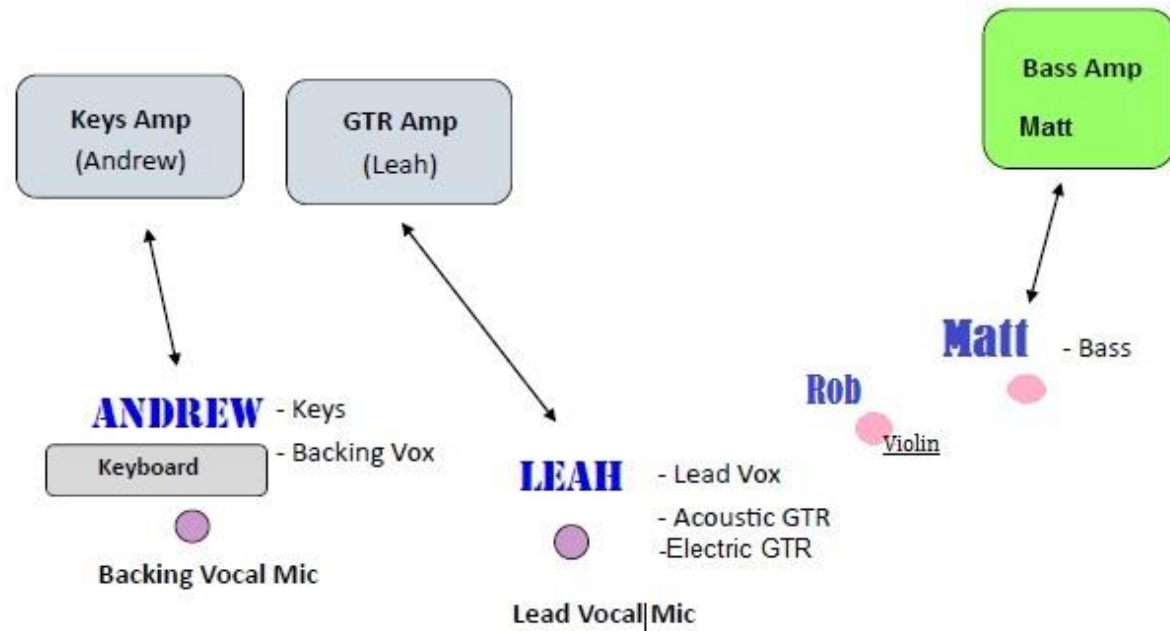 Keys Amp
(Andrew)
GTR Amp
(Leah)
Bass Amp
Matt
Matt
- Bass
Rob
Violin
ANDREW
- Keys
- Backing Vox
Keyboard
Backing Vocal Mic
LEAH
- Lead Vox
- Acoustic GTR
-Electric GTR
Lead Vocal Mic